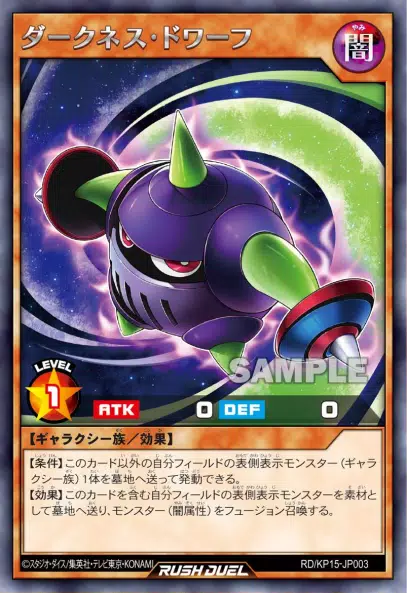 ダークネス・ドワーフ
やみ
闇
SAMPLE
LEVEL
1
ATK 0 DEF 0
【ギャラクシー族/効果】
【条件】このカード以外の自分フィールドの表側表示モンスター(ギャラ
クシー族)1体を墓地へ送って発動できる。
【効果】このカードを含む自分フィールドの表側表示モンスターを素材と
して墓地へ送り、モンスター(闇属性)をフュージョン召喚する。
©スタジオ・ダイス/集英社・テレビ東京・KONAMI RUSH DUEL RD/KP15-JP003